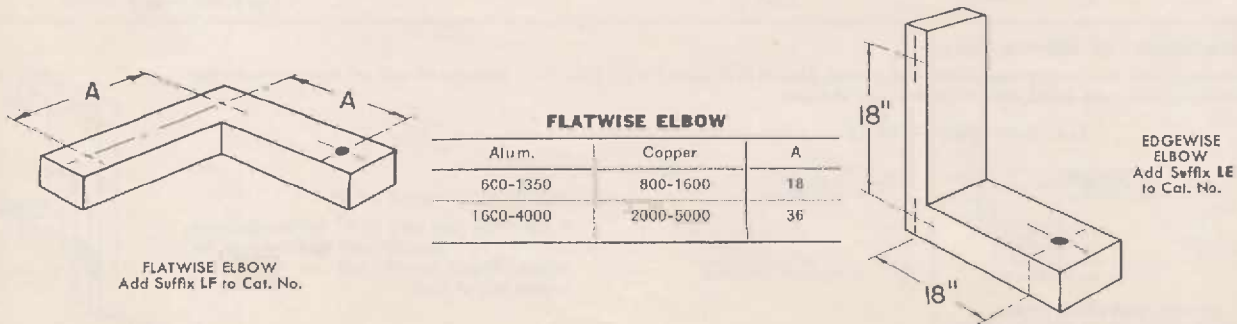 A
A
FLATWISE ELBOW
Add Suffix LF to Cat. No.
FLATWISE ELBOW
Alum. Copper A
600-1350 800-1600 18
1600-4000 2000-5000 36
18"
18"
EDGEWISE
ELBOW
Add Suffix LE
to Cat. No.